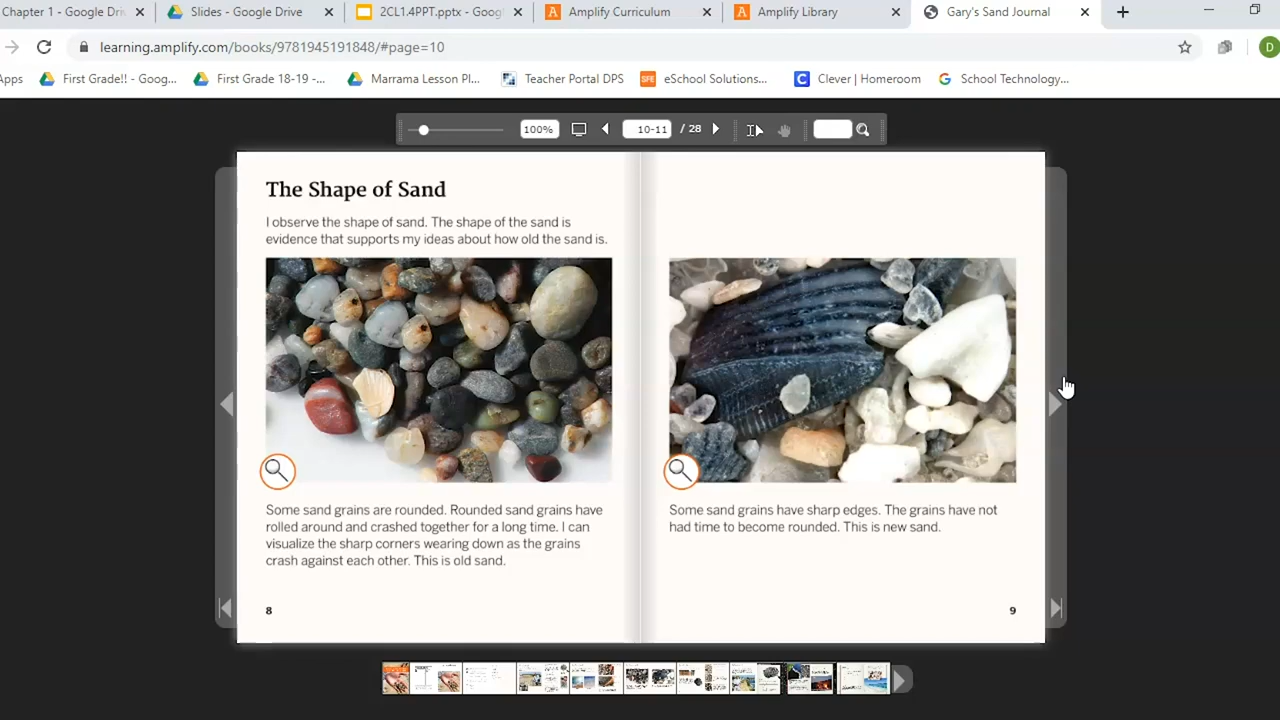 Chapter 1 - Google Dri
Slides - Google Drive
2CL1.4PPT.pptx - Goog
Amplify Curriculum
Amplify Library
Gary's Sand Journal
learning.amplify.com/books/9781945191848/#page=10
D
Apps
First Grade!! - Goog...
First Grade 18-19 -...
Marrama Lesson Pl...
Teacher Portal DPS
SFE
eSchool Solutions...
Clever | Homeroom
School Technology...
100%
10-11
/ 28
The Shape of Sand
I observe the shape of sand. The shape of the sand is
evidence that supports my ideas about how old the sand is.
Some sand grains are rounded. Rounded sand grains have
rolled around and crashed together for a long time. I can
visualize the sharp corners wearing down as the grains
crash against each other. This is old sand.
8
Some sand grains have sharp edges. The grains have not
had time to become rounded. This is new sand.
9